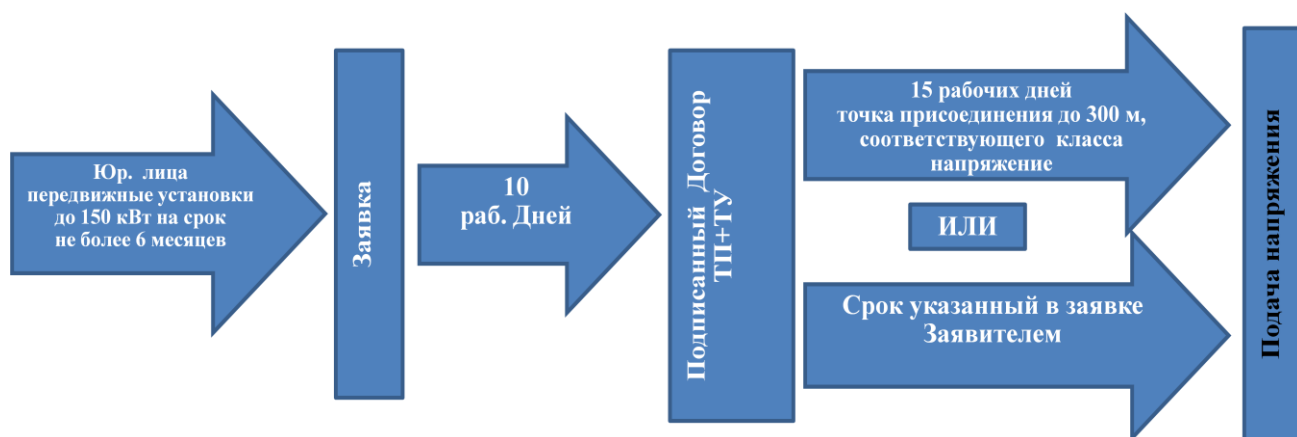 Юр. лица
передвижные установки
до 150 кВт на срок
не более 6 месяцев
Заявка
10
раб. Дней
Подписанный Договор
ТП+ТУ
15 рабочих дней
точка присоединения до 300 м,
соответствующего класса
напряжение
ИЛИ
Срок указанный в заявке
Заявителем
Подача напряжения